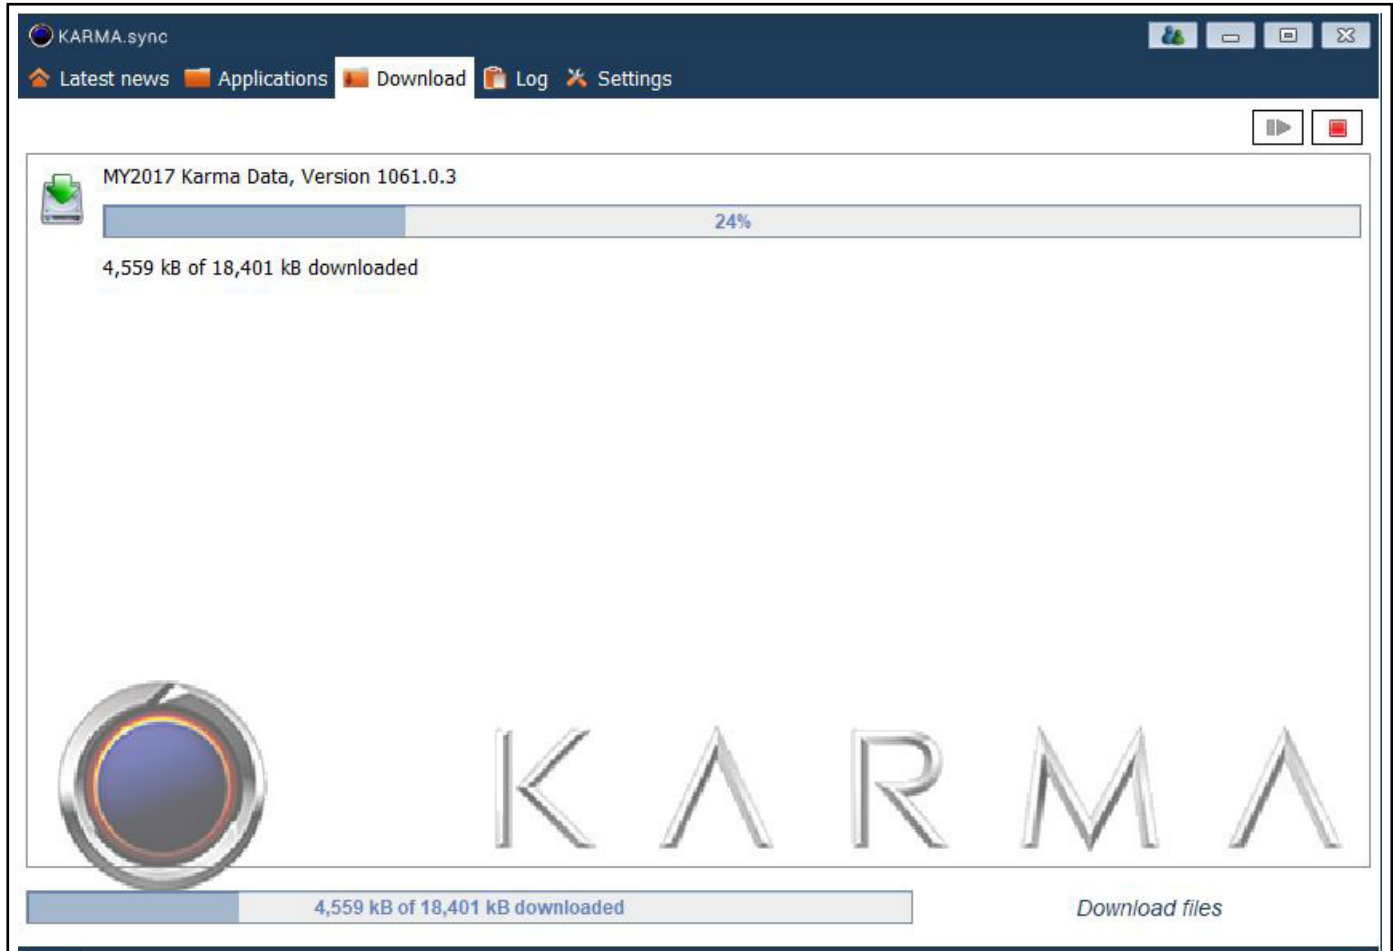 KARMA.sync
Latest news Applications Download Log Settings
MY2017 Karma Data, Version 1061.0.3
24%
4,559 kB of 18,401 kB downloaded
KARMA
4,559 kB of 18,401 kB downloaded
Download files